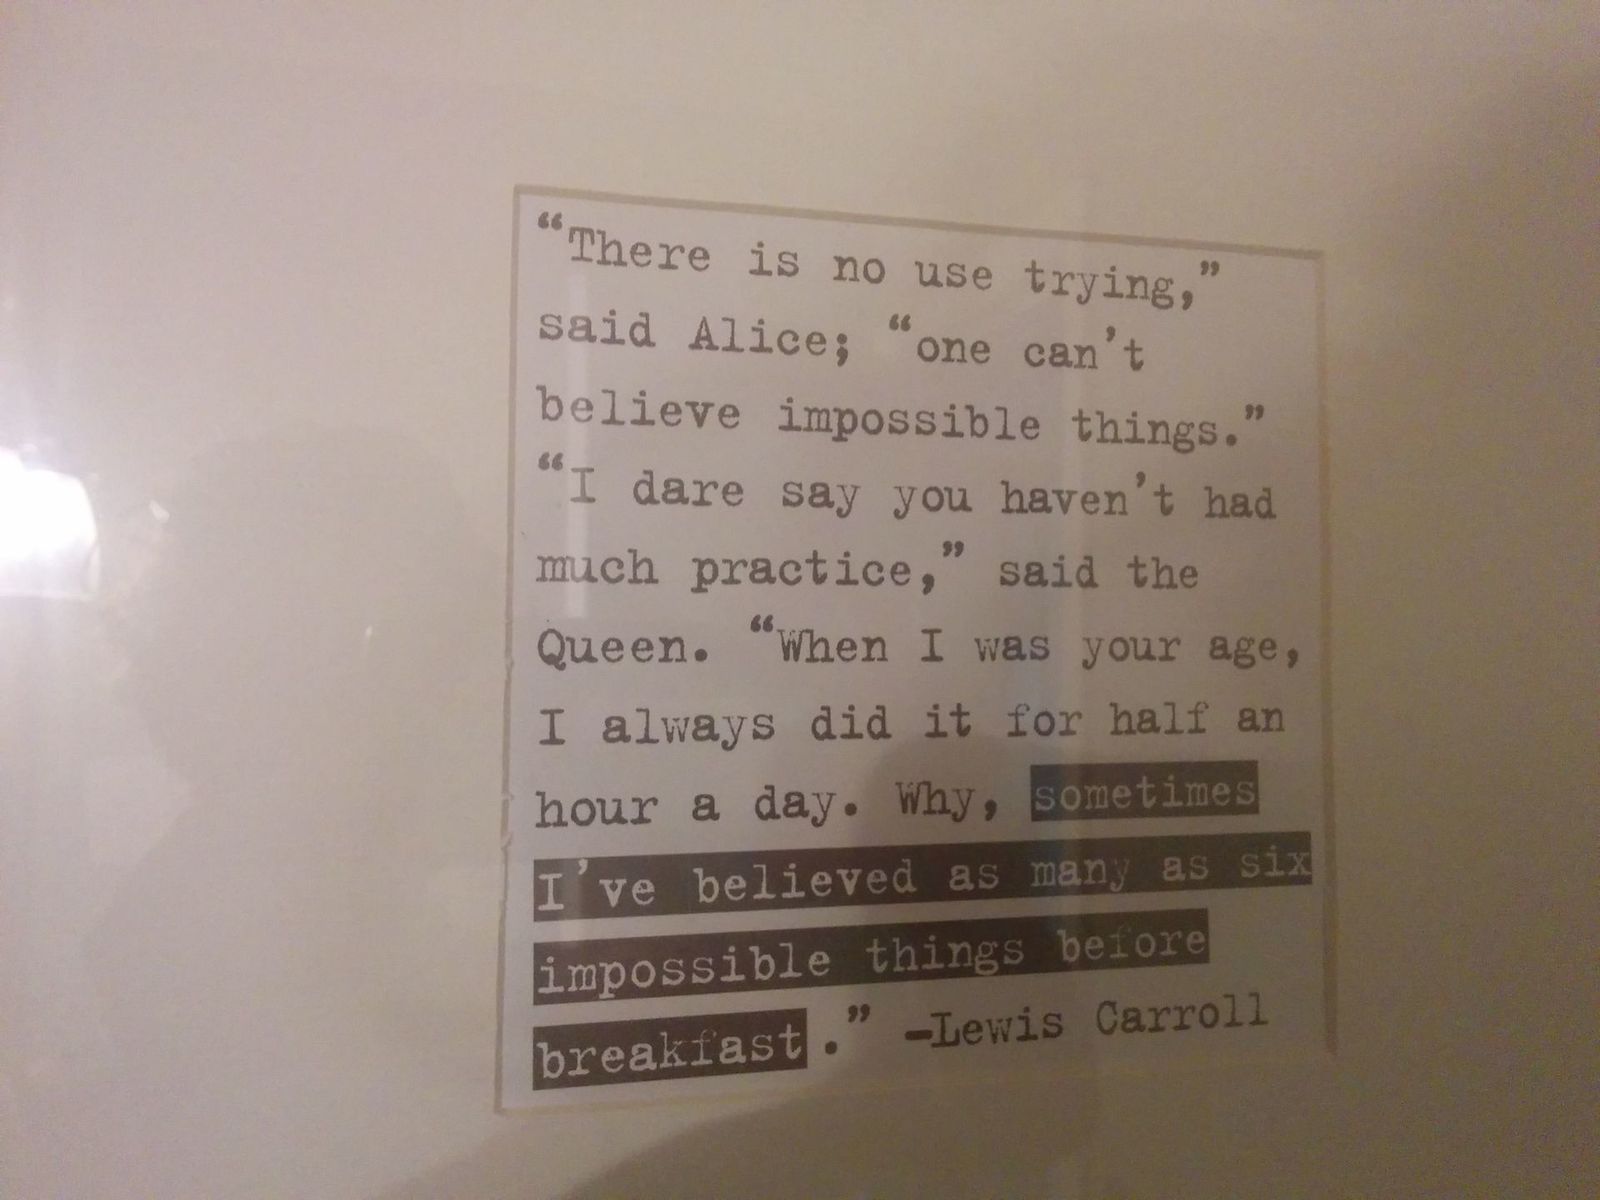 “There is no use trying,”
said Alice; “one can’t
believe impossible things.”
“I dare say you haven’t had
much practice,” said the
Queen. “When I was your age,
I always did it for half an
hour a day. Why, sometimes
I’ve believed as many as six
impossible things before
breakfast.” –Lewis Carroll